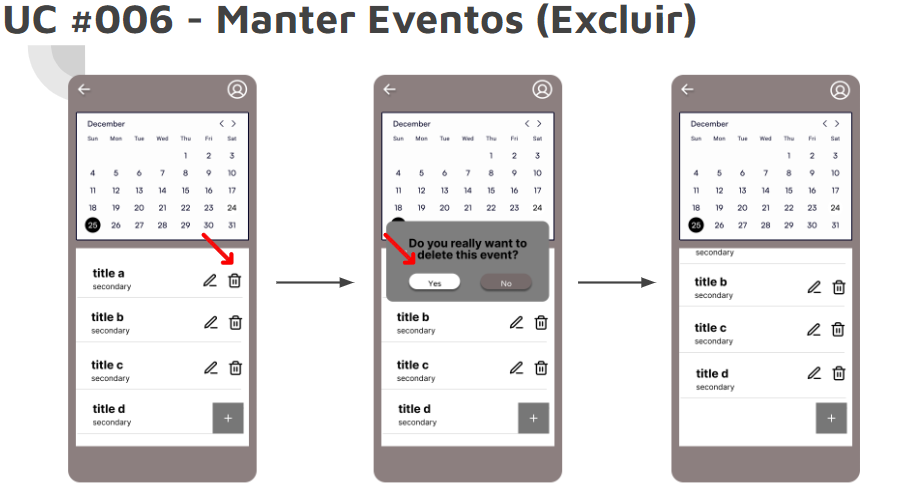 UC #006 - Manter Eventos (Excluir)
December < >
Sun Mon Tue Wed Thu Fri Sat
1 2 3
4 5 6 7 8 9 10
11 12 13 14 15 16 17
18 19 20 21 22 23 24
25 26 27 28 29 30 31
title a
secondary
title b
secondary
title c
secondary
title d
secondary
+
December < >
Sun Mon Tue Wed Thu Fri Sat
1 2 3
4 5 6 7 8 9 10
11 12 13 14 15 16 17
18 19 20 21 22 23 24
Do you really want to
delete this event?
Yes No
title b
secondary
title c
secondary
title d
secondary
+
December < >
Sun Mon Tue Wed Thu Fri Sat
1 2 3
4 5 6 7 8 9 10
11 12 13 14 15 16 17
18 19 20 21 22 23 24
25 26 27 28 29 30 31
secondary
title b
secondary
title c
secondary
title d
secondary
+